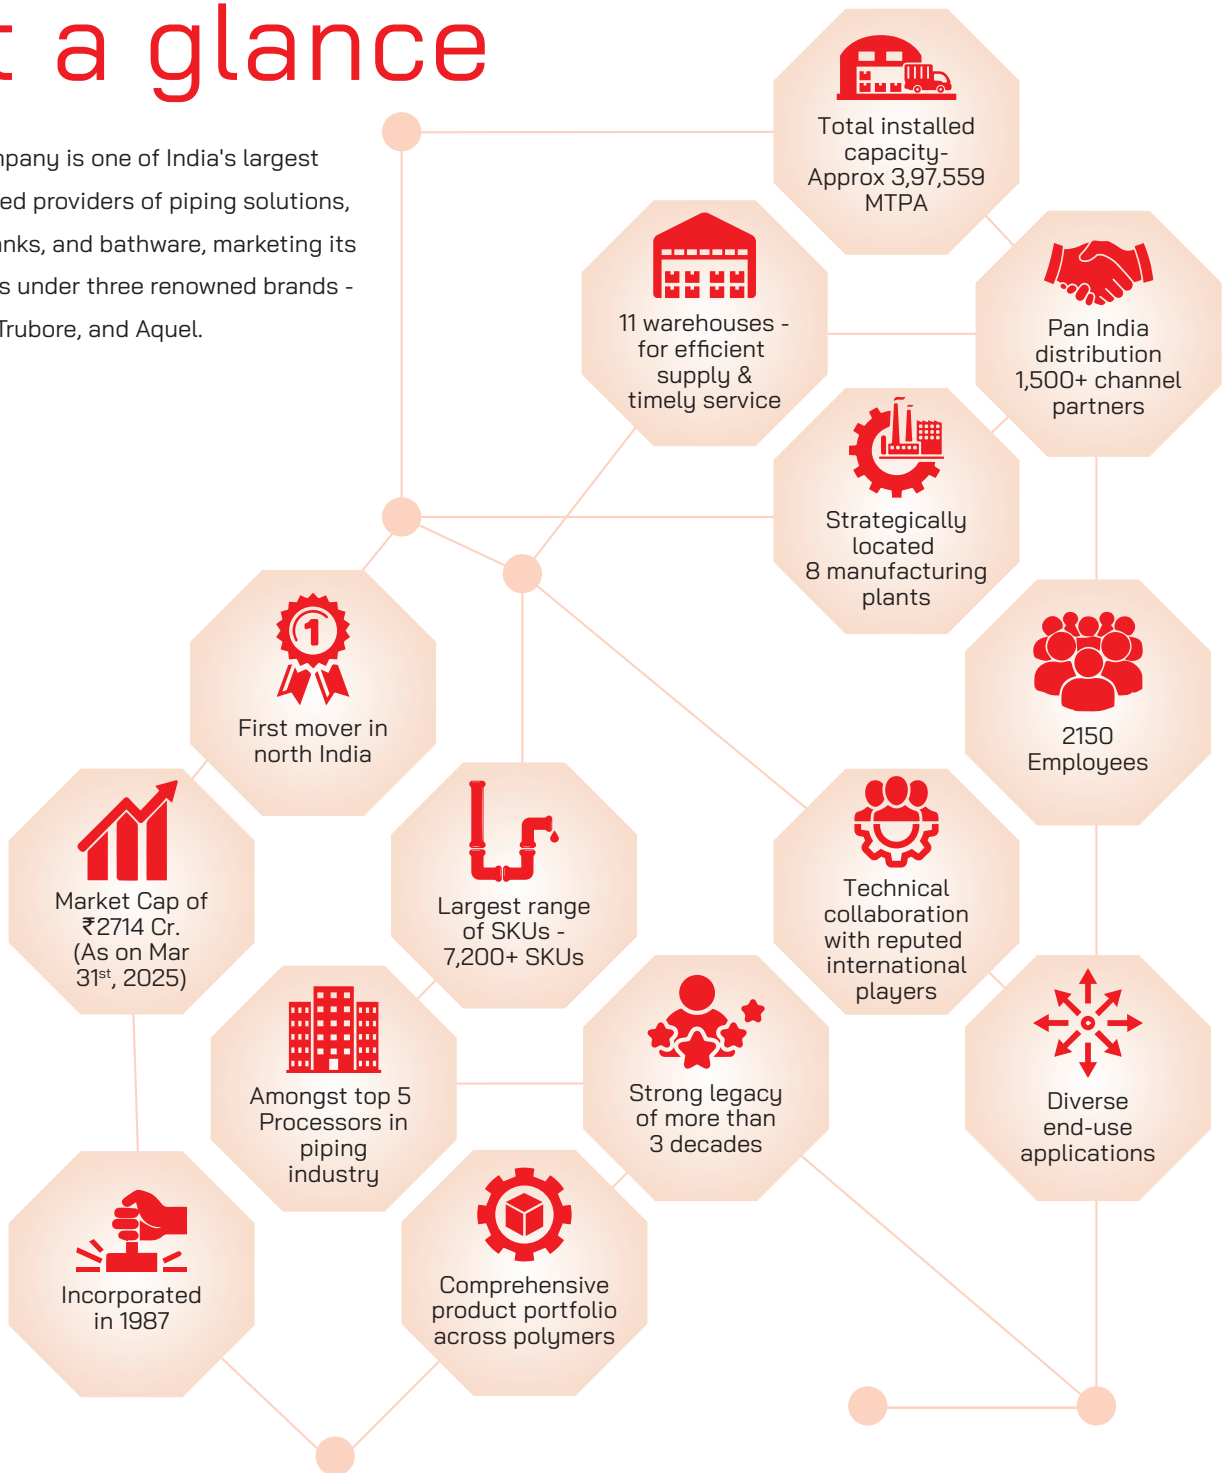 t a glance
mpany is one of India's largest
ed providers of piping solutions,
anks, and bathware, marketing its
s under three renowned brands -
Trubore, and Aquel.
Total installed
capacity-
Approx 3,97,559
MTPA
11 warehouses -
for efficient
supply &
timely service
Pan India
distribution
1,500+ channel
partners
Strategically
located
8 manufacturing
plants
1
First mover in
north India
2150
Employees
Market Cap of
₹2714 Cr.
(As on Mar
31st, 2025)
Largest range
of SKUs -
7,200+ SKUs
Technical
collaboration
with reputed
international
players
Amongst top 5
Processors in
piping
industry
Strong legacy
of more than
3 decades
Diverse
end-use
applications
Incorporated
in 1987
Comprehensive
product portfolio
across polymers